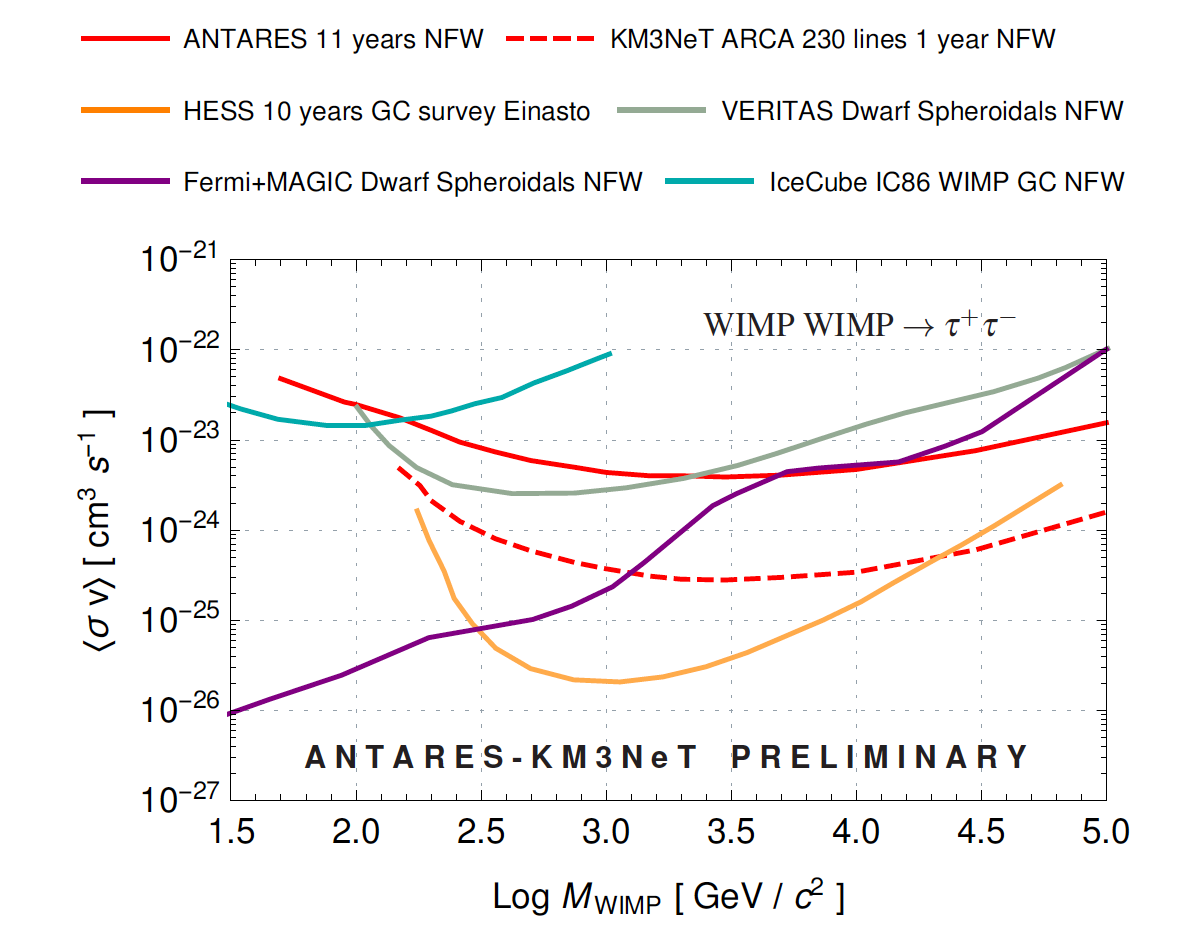 ANTARES 11 years NFW KM3NeT ARCA 230 lines 1 year NFW
HESS 10 years GC survey Einasto VERITAS Dwarf Spheroidals NFW
Fermi+MAGIC Dwarf Spheroidals NFW IceCube IC86 WIMP GC NFW
10⁻²¹
WIMP WIMP → τ⁺τ⁻
10⁻²²
10⁻²³
10⁻²⁴
10⁻²⁵
10⁻²⁶
10⁻²⁷
⟨σ v⟩ [ cm³ s⁻¹ ]
ANTARES-KM3NeT PRELIMINARY
1.5 2.0 2.5 3.0 3.5 4.0 4.5 5.0
Log M_WIMP [ GeV / c² ]